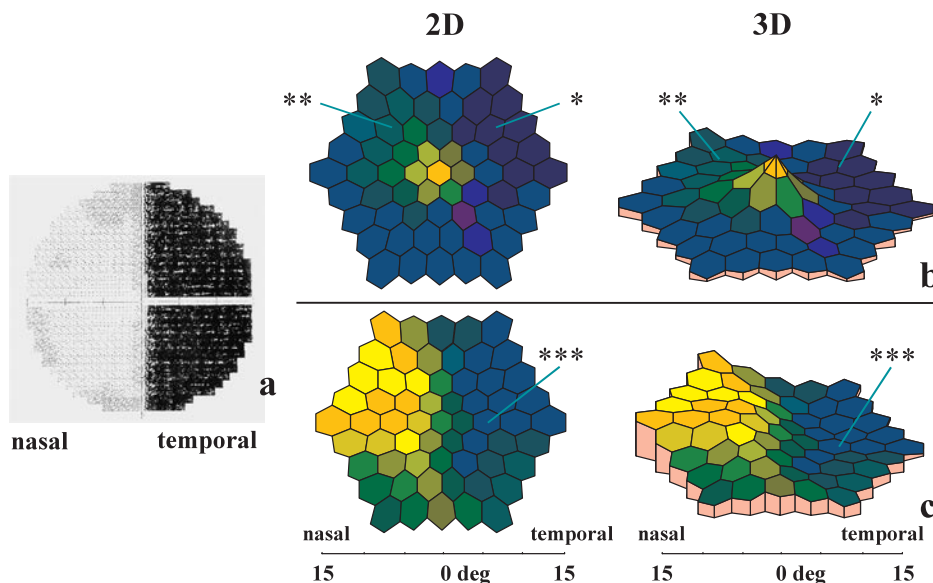 2D 3D
** * ** *
b
a
*** ***
nasal temporal
c
nasal temporal nasal temporal
15 0 deg 15 15 0 deg 15